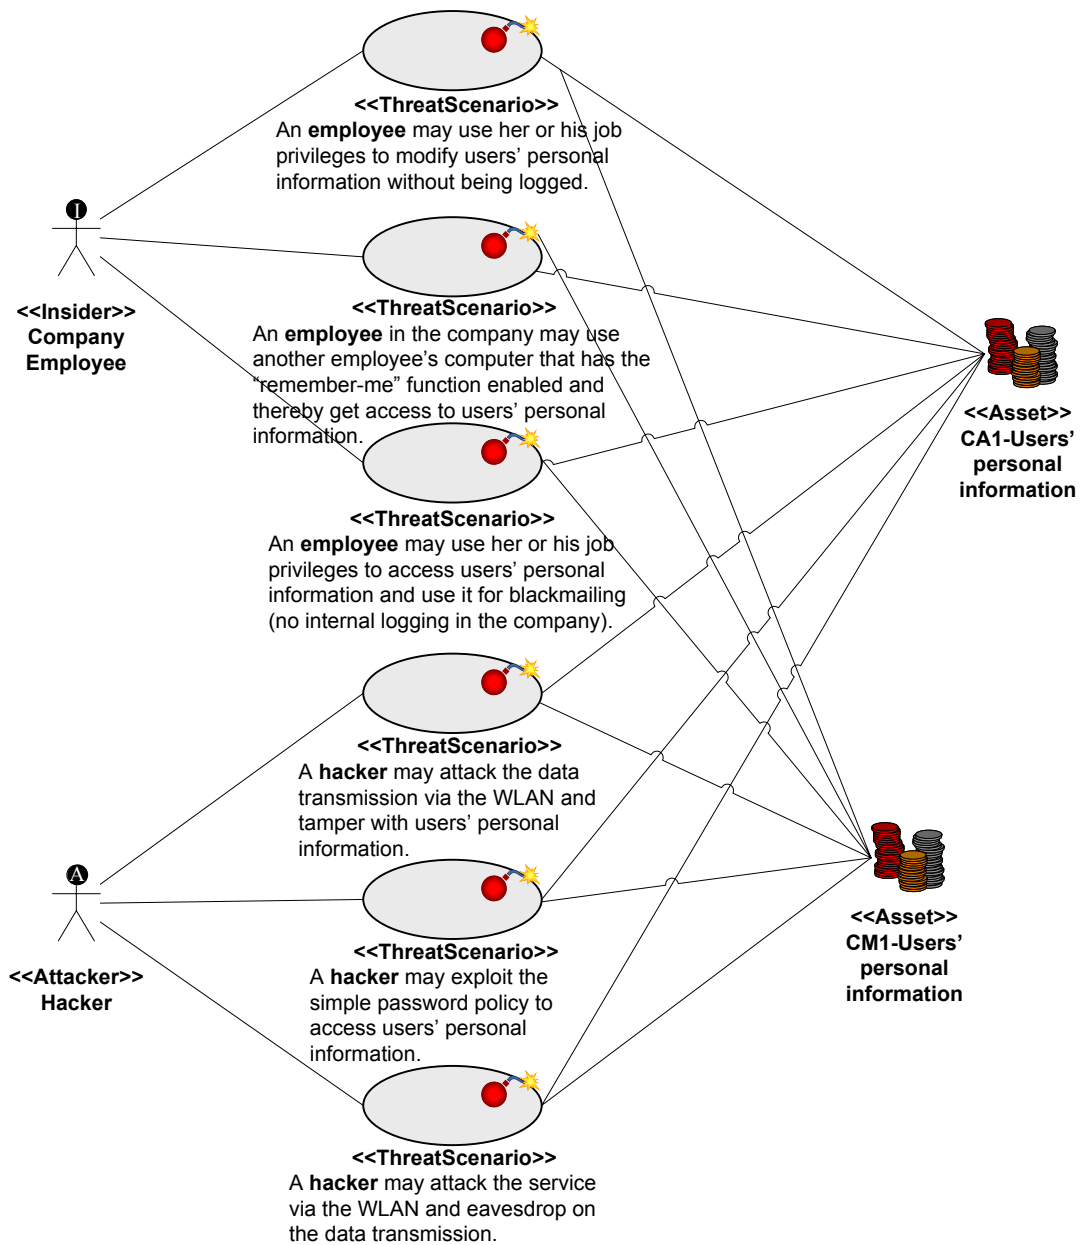 <<ThreatScenario>>
An employee may use her or his job
privileges to modify users’ personal
information without being logged.
I
<<Insider>>
Company
Employee
<<ThreatScenario>>
An employee in the company may use
another employee’s computer that has the
“remember-me” function enabled and
thereby get access to users’ personal
information.
<<Asset>>
CA1-Users’
personal
information
<<ThreatScenario>>
An employee may use her or his job
privileges to access users’ personal
information and use it for blackmailing
(no internal logging in the company).
<<ThreatScenario>>
A hacker may attack the data
transmission via the WLAN and
tamper with users’ personal
information.
A
<<Attacker>>
Hacker
<<Asset>>
CM1-Users’
personal
information
<<ThreatScenario>>
A hacker may exploit the
simple password policy to
access users’ personal
information.
<<ThreatScenario>>
A hacker may attack the service
via the WLAN and eavesdrop on
the data transmission.